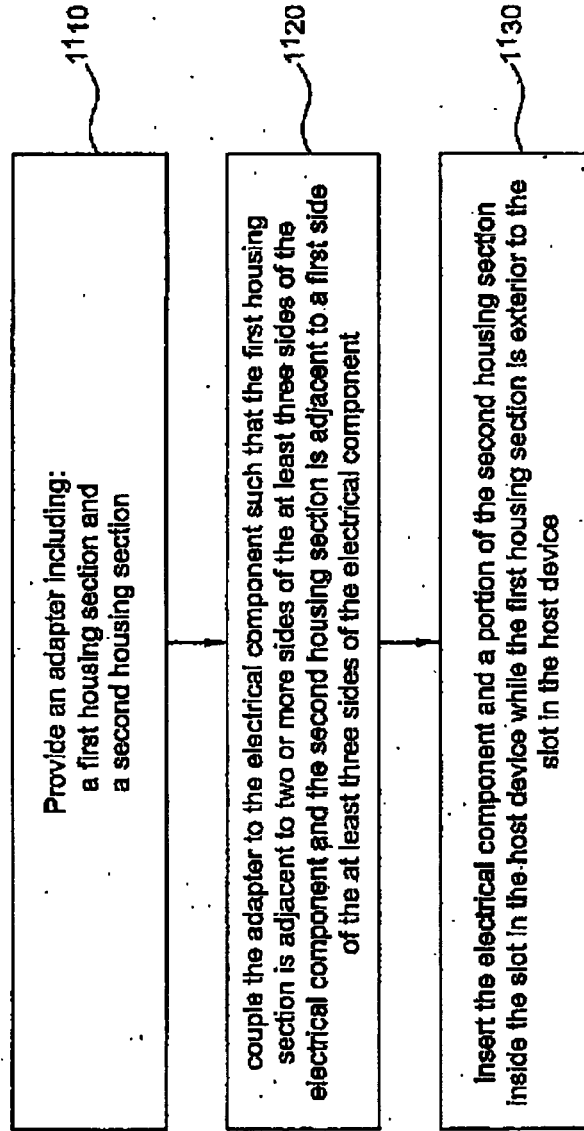 Provide an adapter including:
a first housing section and
a second housing section
1110
couple the adapter to the electrical component such that the first housing
section is adjacent to two or more sides of the at least three sides of the
electrical component and the second housing section is adjacent to a first side
of the at least three sides of the electrical component
1120
Insert the electrical component and a portion of the second housing section
inside the slot in the host device while the first housing section is exterior to the
slot in the host device
1130